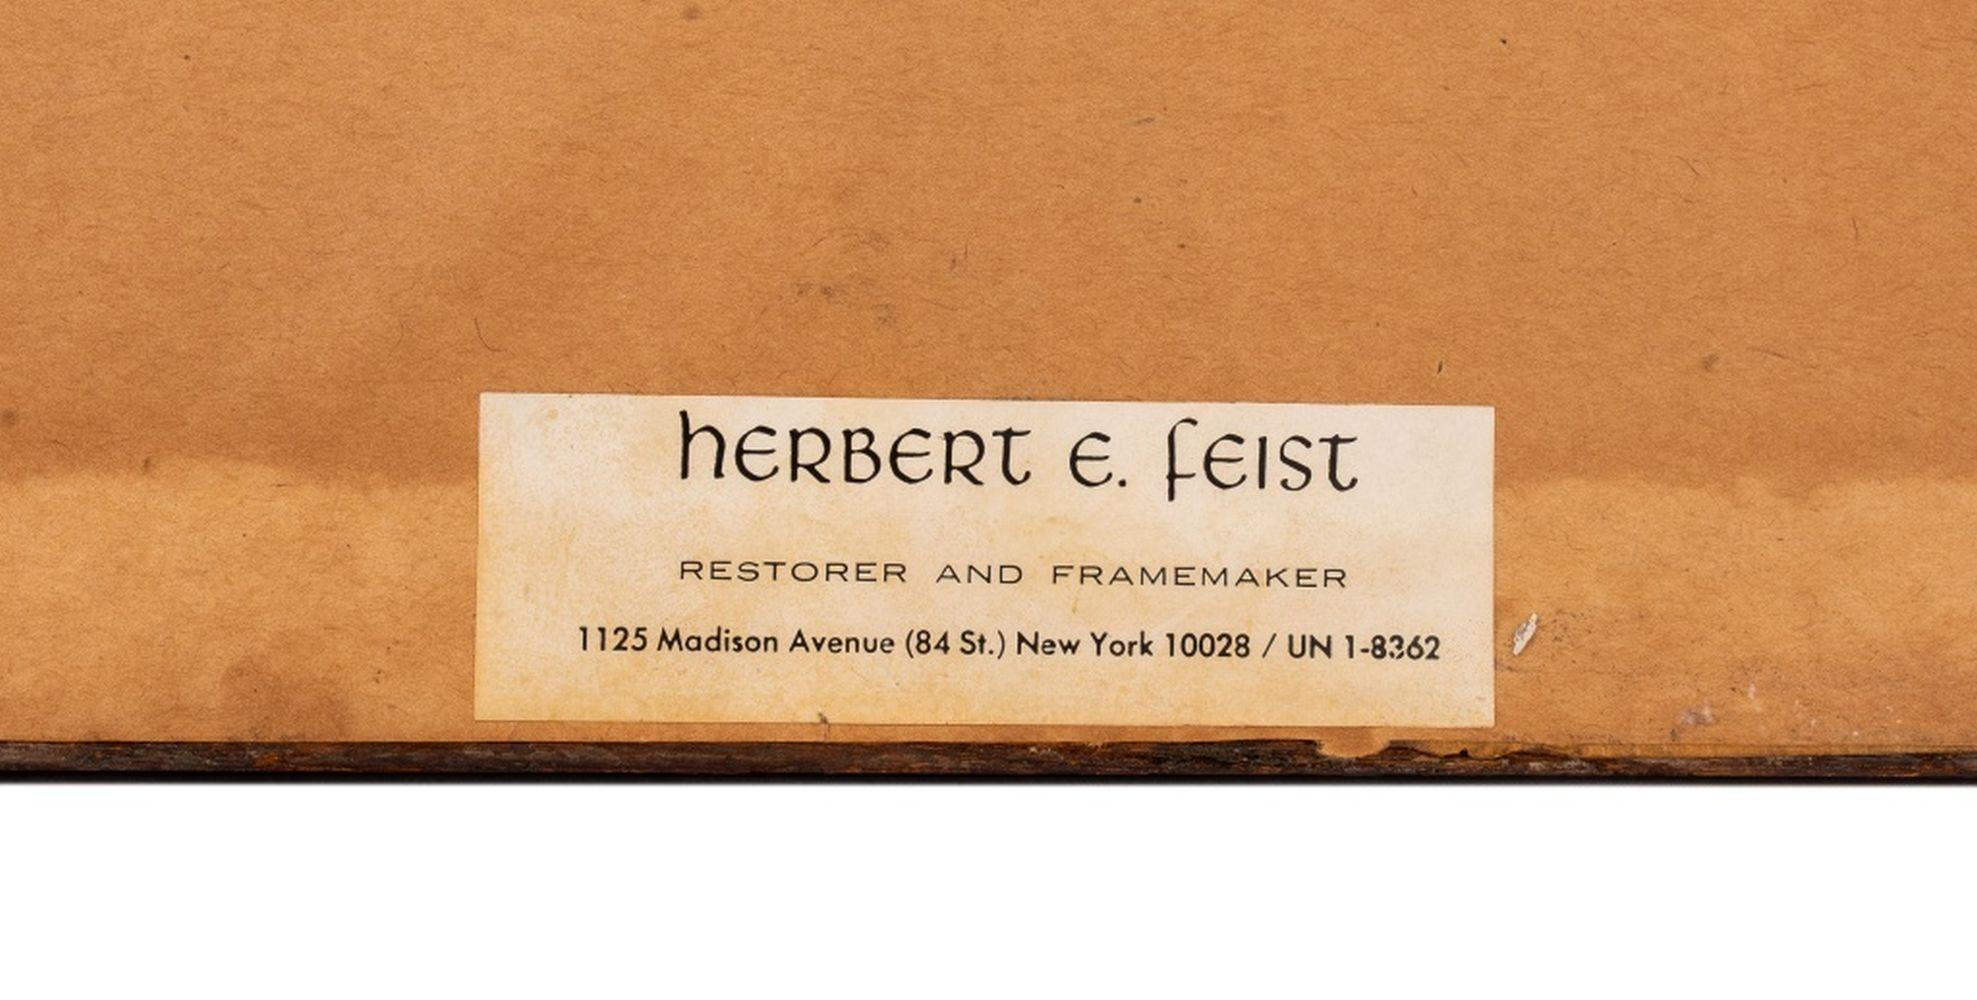 HERBERT E. FEIST
RESTORER AND FRAMEMAKER
1125 Madison Avenue (84 St.) New York 10028 / UN 1-8362